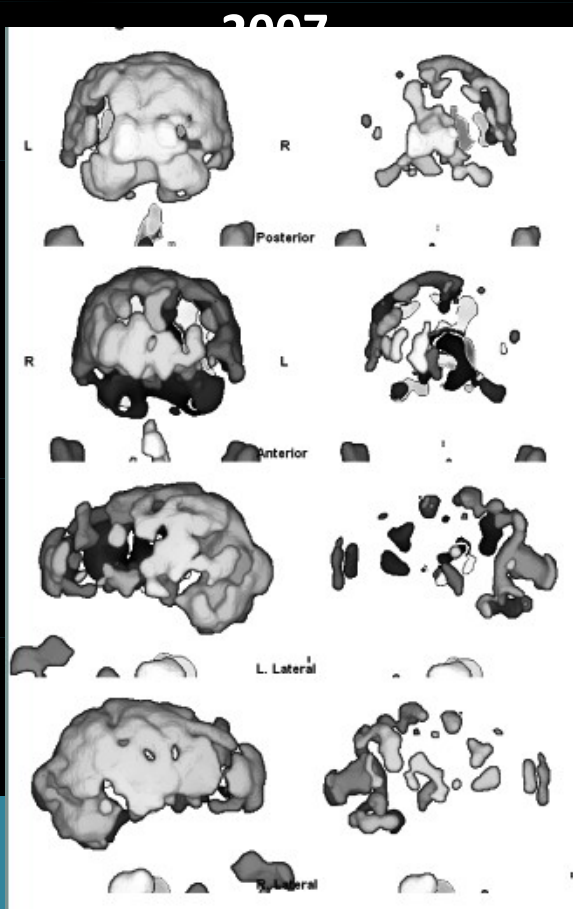 2007
L R
Posterior
R L
Anterior
L. Lateral
R. Lateral